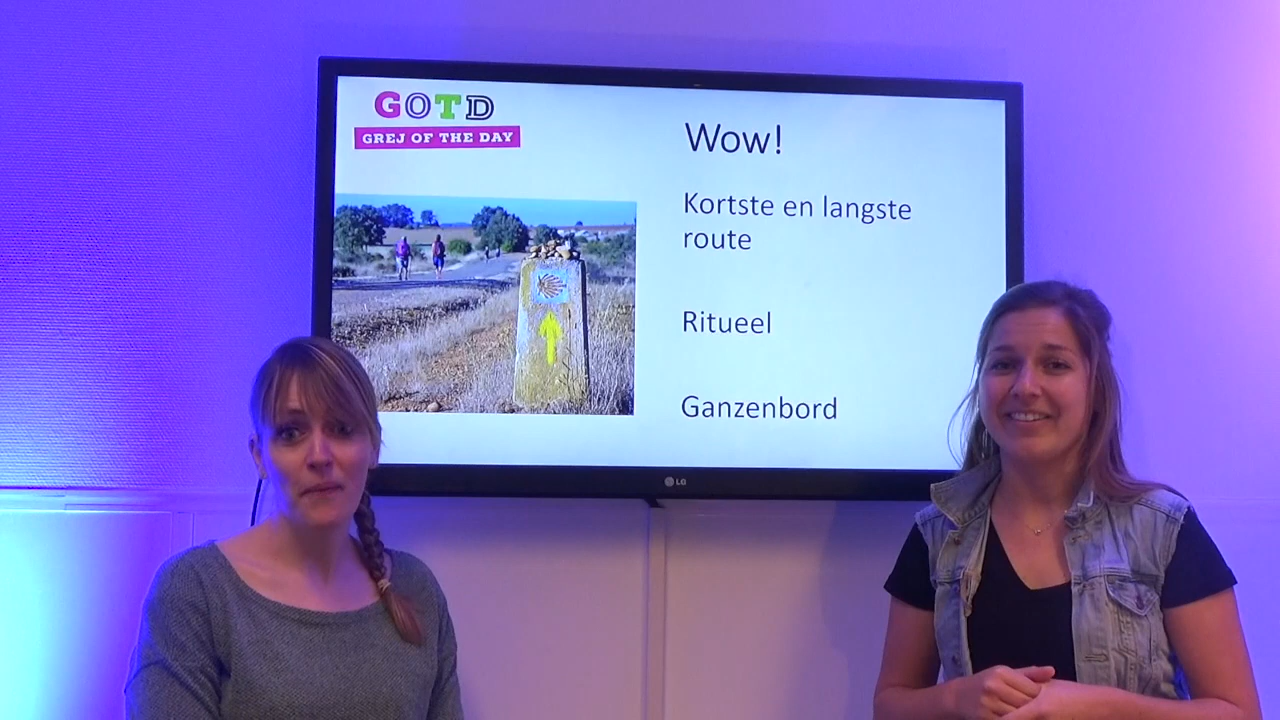 GOTD
GREJ OF THE DAY
Wow!
Kortste en langste
route
Ritueel
Ganzenbord
LG